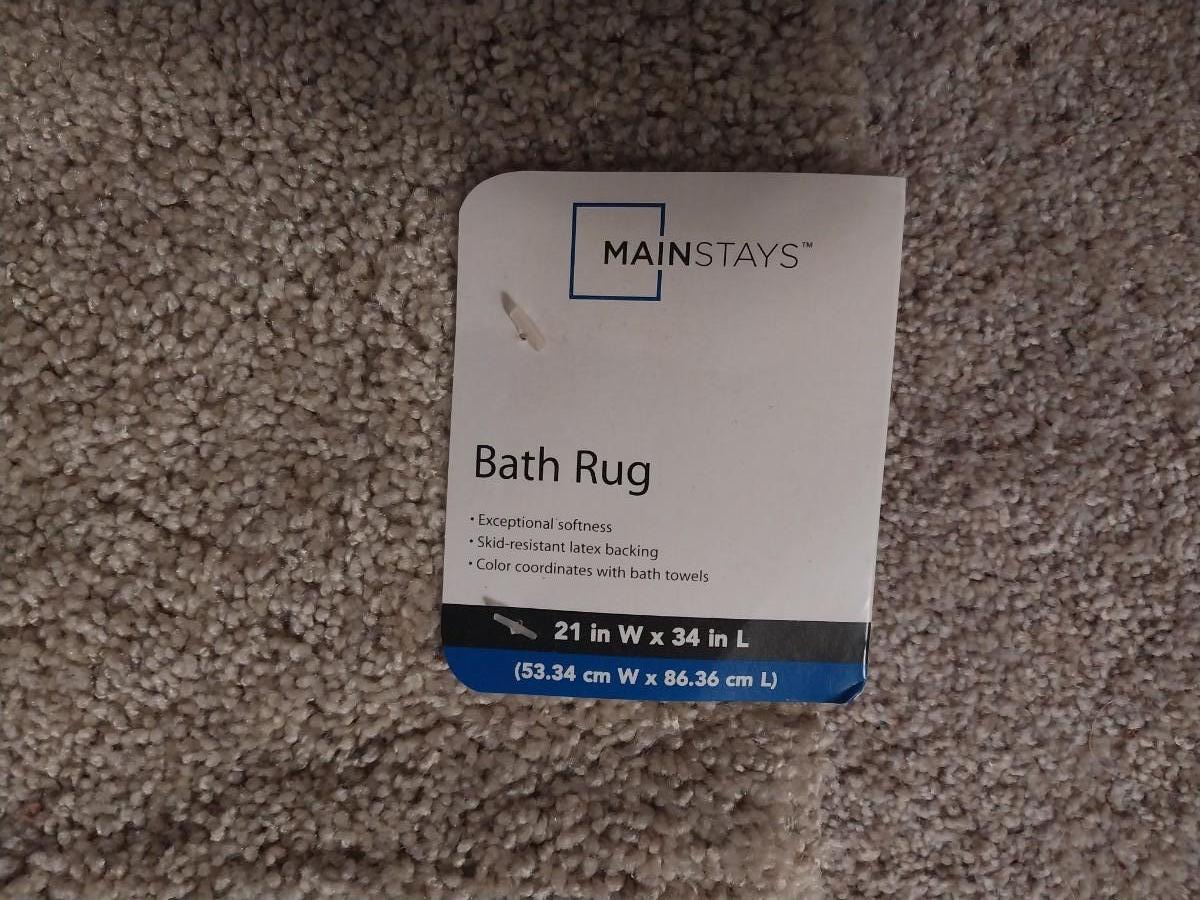 MAINSTAYS™
Bath Rug
• Exceptional softness
• Skid-resistant latex backing
• Color coordinates with bath towels
21 in W x 34 in L
(53.34 cm W x 86.36 cm L)